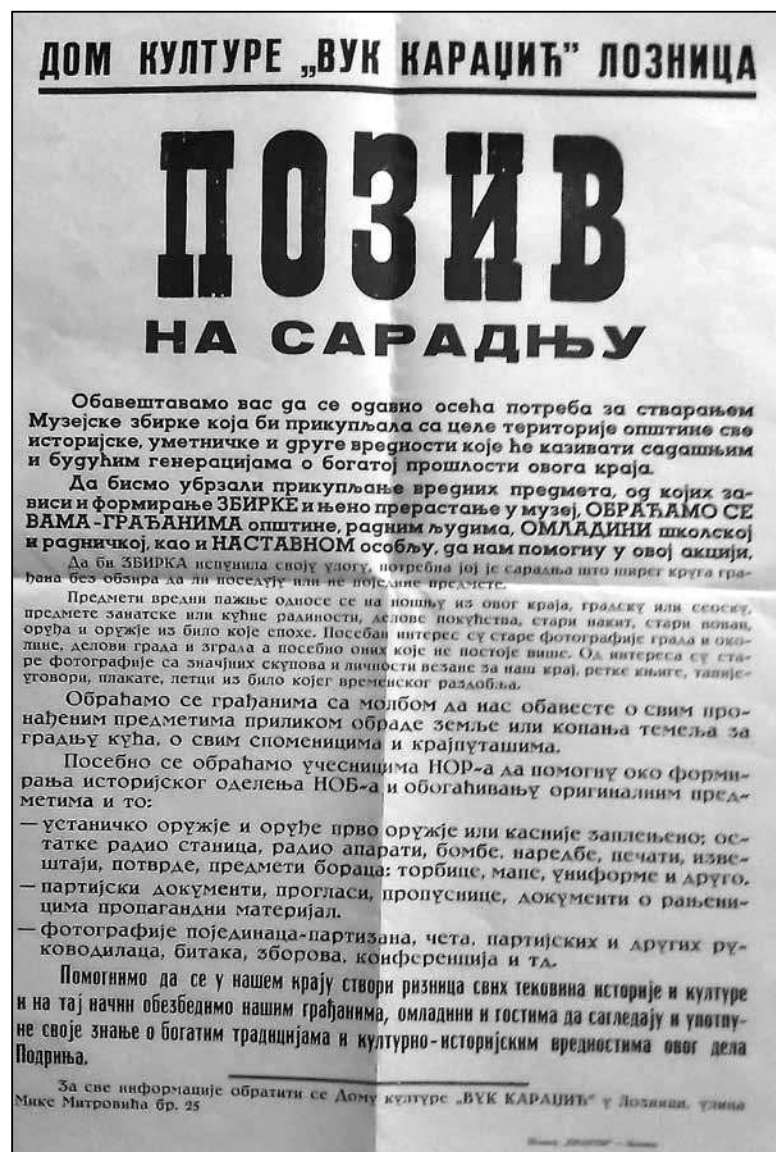 ДОМ КУЛТУРЕ „ВУК КАРАЏИЋ” ЛОЗНИЦА
ПОЗИВ
НА САРАДЊУ
Обавештавамо вас да се одавно осећа потреба за стварањем
Музејске збирке која би прикупљала са целе територије општине све
историјске, уметничке и друге вредности које ће казивати садашњим
и будућим генерацијама о богатој прошлости овога краја.
Да бисмо убрзали прикупљање вредних предмета, од којих за-
виси и формирање ЗБИРКЕ и њено прерастање у музеј, ОБРАЋАМО СЕ
ВАМА-ГРАЂАНИМА општине, радним људима, ОМЛАДИНИ школској
и радничкој, као и НАСТАВНОМ особљу, да нам помогну у овој акцији.
Да би ЗБИРКА испунила своју улогу, потребна јој је сарадња што ширег круга гра-
ђана без обзира да ли поседују или не поједине предмете.
Предмети вредни пажње односе се на ношњу из овог краја, градску или сеоску,
предмете занатске или кућне радиности, делове покућства, стари накит, стари новац,
оруђа и оружје из било које епохе. Посебан интерес су старе фотографије града и око-
лине, делови града и зграда а посебно оних које не постоје више. Од интереса су ста-
ре фотографије са значјних скупова и личности везане за наш крај, ретке књиге, тапије-
уговори, плакате, летци из било којег временског раздобља.
Обраћамо се грађанима са молбом да нас обавесте о свим про-
нађеним предметима приликом обраде земље или копања темеља за
градњу кућа, о свим споменицима и крајпуташима.
Посебно се обраћамо учесницима НОР-а да помогну око форми-
рања историјског оделења НОБ-а и обогаћивању оригиналним пред-
метима и то:
— устаничко оружје и оруђе прво оружје или касније заплењено; ос-
татке радио станица, радио апарати, бомбе, наредбе, печати, изве-
штаји, потврде, предмети бораца: торбице, мапе, униформе и друго.
— партијски документи, прогласи, пропуснице, документи о рањени-
цима пропагандни материјал.
— фотографије појединаца-партизана, чета, партијских и других ру-
ководилаца, битака, зборова, конференција и тд.
Помогнимо да се у нашем крају створи ризница свих тековина историје и културе
и на тај начин обезбедимо нашим грађанима, омладини и гостима да сагледају и употпу-
не своје знање о богатим традицијама и културно-историјским вредностима овог дела
Подриња.
За све информације обратити се Дому културе „ВУК КАРАЏИЋ” у Лозници, улица
Мике Митровића бр. 25